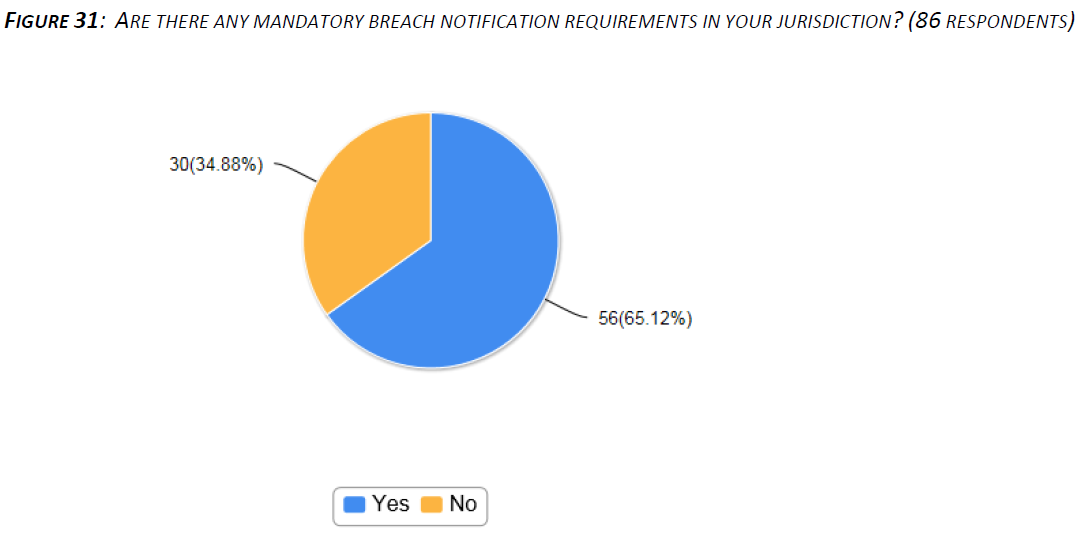 FIGURE 31: ARE THERE ANY MANDATORY BREACH NOTIFICATION REQUIREMENTS IN YOUR JURISDICTION? (86 RESPONDENTS)
30(34.88%)
56(65.12%)
Yes No